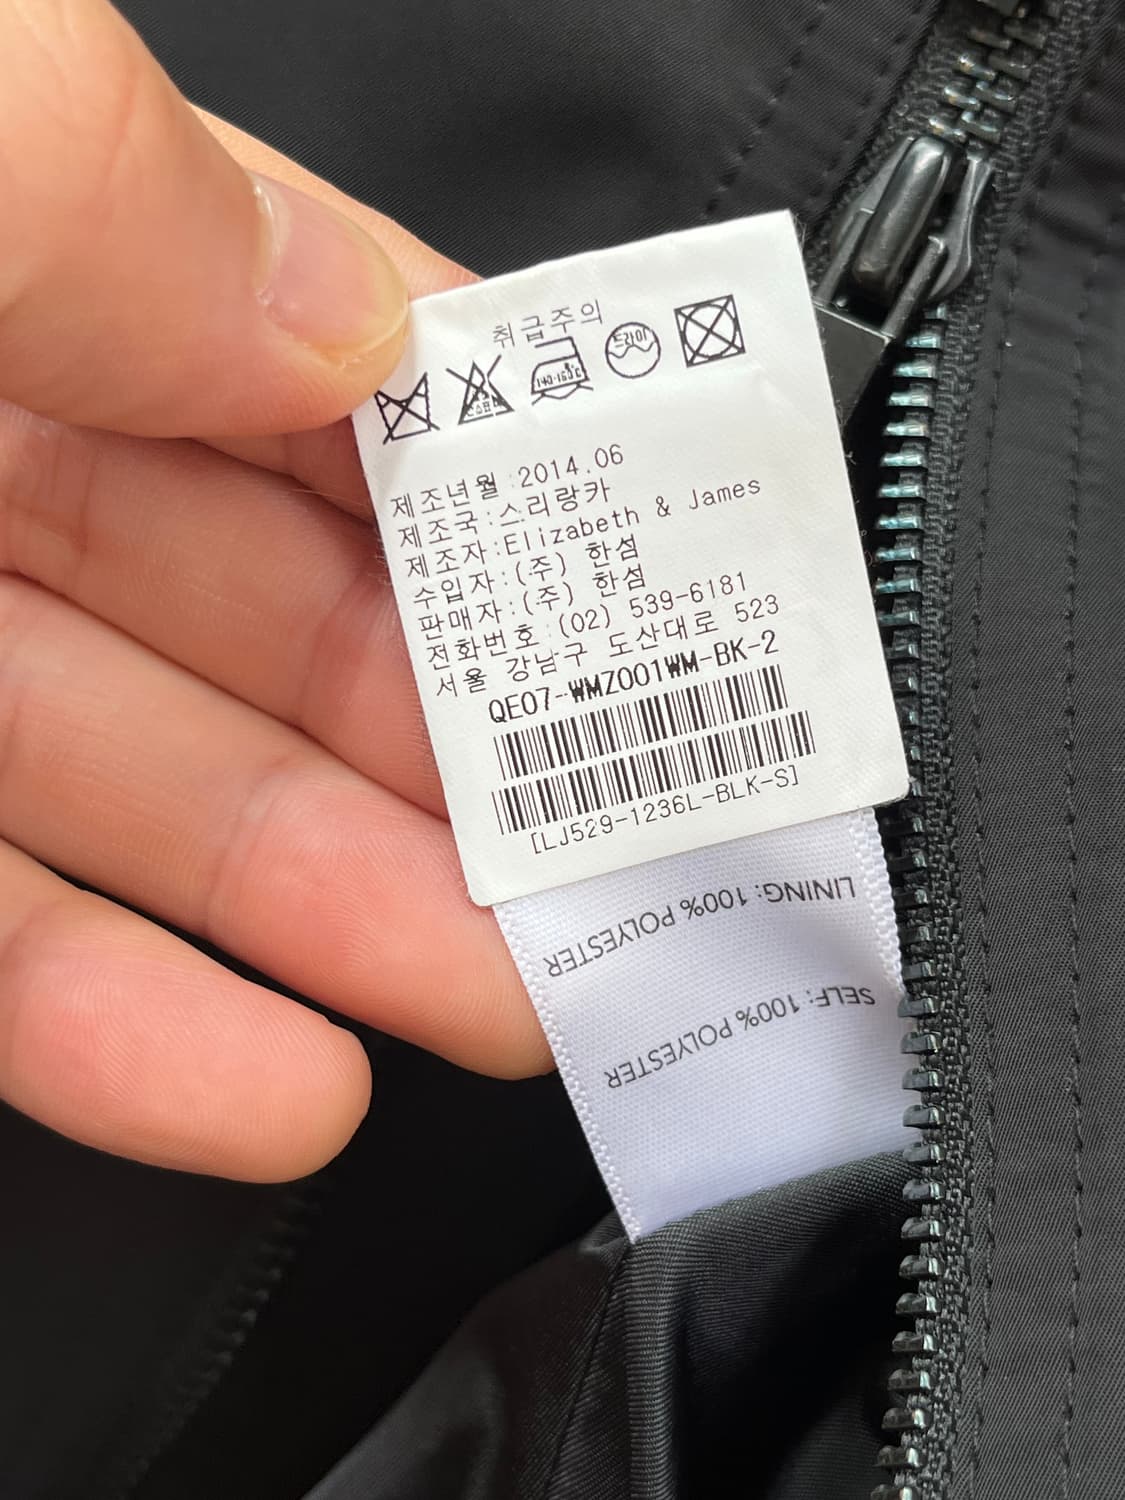 취급주의
140-160℃
드라이
제조년월:2014.06
제조국:스리랑카
제조자:Elizabeth & James
수입자:(주) 한섬
판매자:(주) 한섬
전화번호:(02) 539-6181
서울 강남구 도산대로 523
QE07-WMZ001WM-BK-2
[LJ529-1236L-BLK-S]
LINING: 100% POLYESTER
SELF: 100% POLYESTER